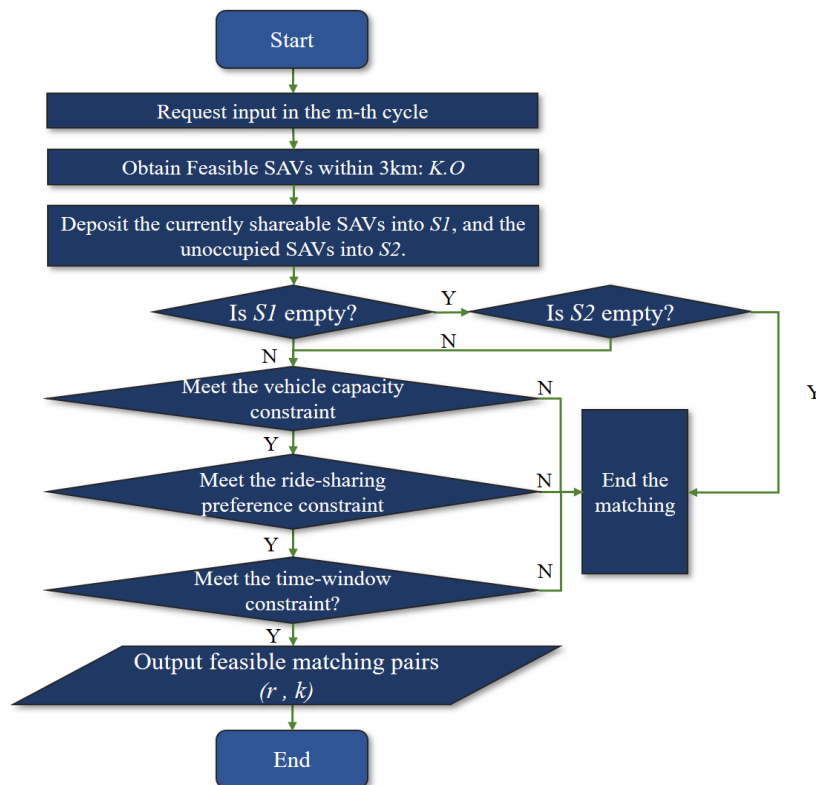 Start
Request input in the m-th cycle
Obtain Feasible SAVs within 3km: K.O
Deposit the currently shareable SAVs into S1, and the
unoccupied SAVs into S2.
Is S1 empty?
Y
Is S2 empty?
N
N
Y
Meet the vehicle capacity
constraint
N
Y
Meet the ride-sharing
preference constraint
N
End the
matching
Y
Meet the time-window
constraint?
N
Y
Output feasible matching pairs
(r , k)
End